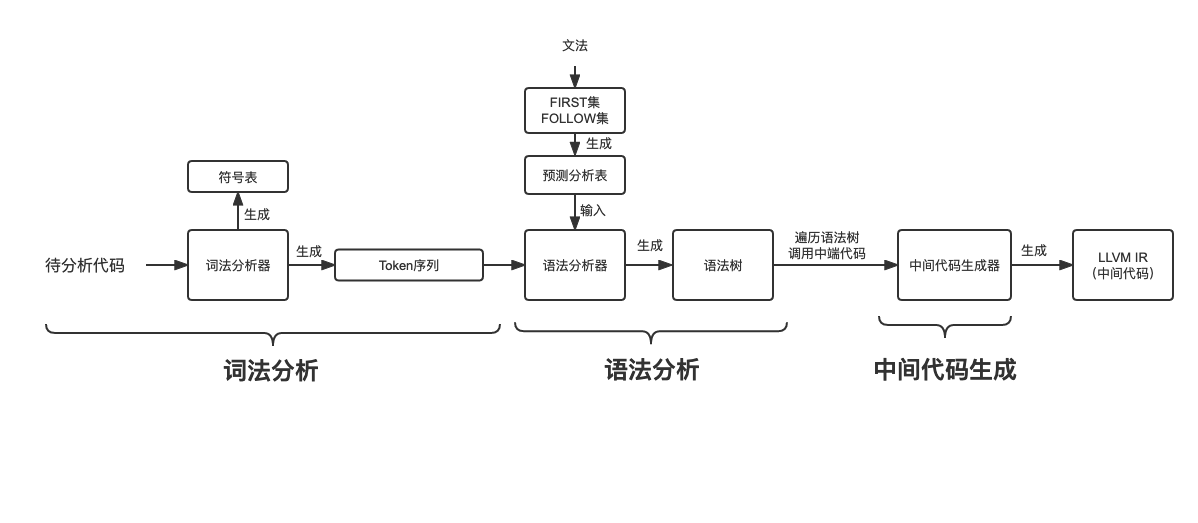 文法
FIRST集
FOLLOW集
生成
预测分析表
输入
符号表
生成
待分析代码
词法分析器
生成
Token序列
语法分析器
生成
语法树
遍历语法树
调用中端代码
中间代码生成器
生成
LLVM IR
(中间代码)
词法分析
语法分析
中间代码生成